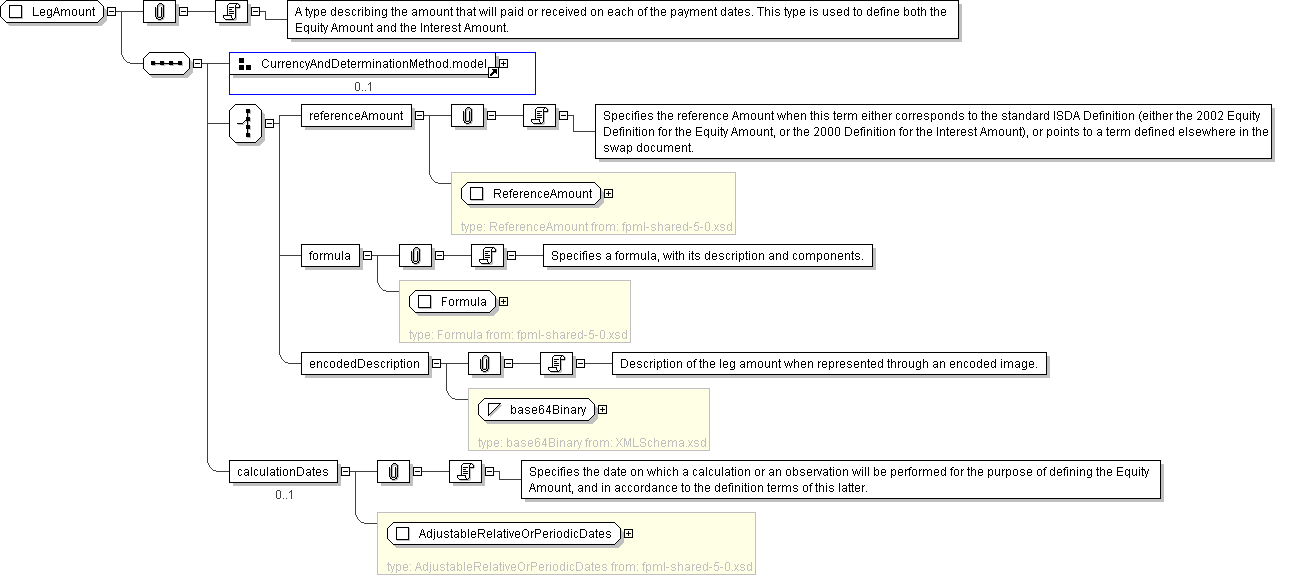 LegAmount
A type describing the amount that will paid or received on each of the payment dates. This type is used to define both the
Equity Amount and the Interest Amount.
CurrencyAndDeterminationMethod.model
0..1
referenceAmount
Specifies the reference Amount when this term either corresponds to the standard ISDA Definition (either the 2002 Equity
Definition for the Equity Amount, or the 2000 Definition for the Interest Amount), or points to a term defined elsewhere in the
swap document.
ReferenceAmount
type: ReferenceAmount from: fpml-shared-5-0.xsd
formula
Specifies a formula, with its description and components.
Formula
type: Formula from: fpml-shared-5-0.xsd
encodedDescription
Description of the leg amount when represented through an encoded image.
base64Binary
type: base64Binary from: XMLSchema.xsd
calculationDates
0..1
Specifies the date on which a calculation or an observation will be performed for the purpose of defining the Equity
Amount, and in accordance to the definition terms of this latter.
AdjustableRelativeOrPeriodicDates
type: AdjustableRelativeOrPeriodicDates from: fpml-shared-5-0.xsd